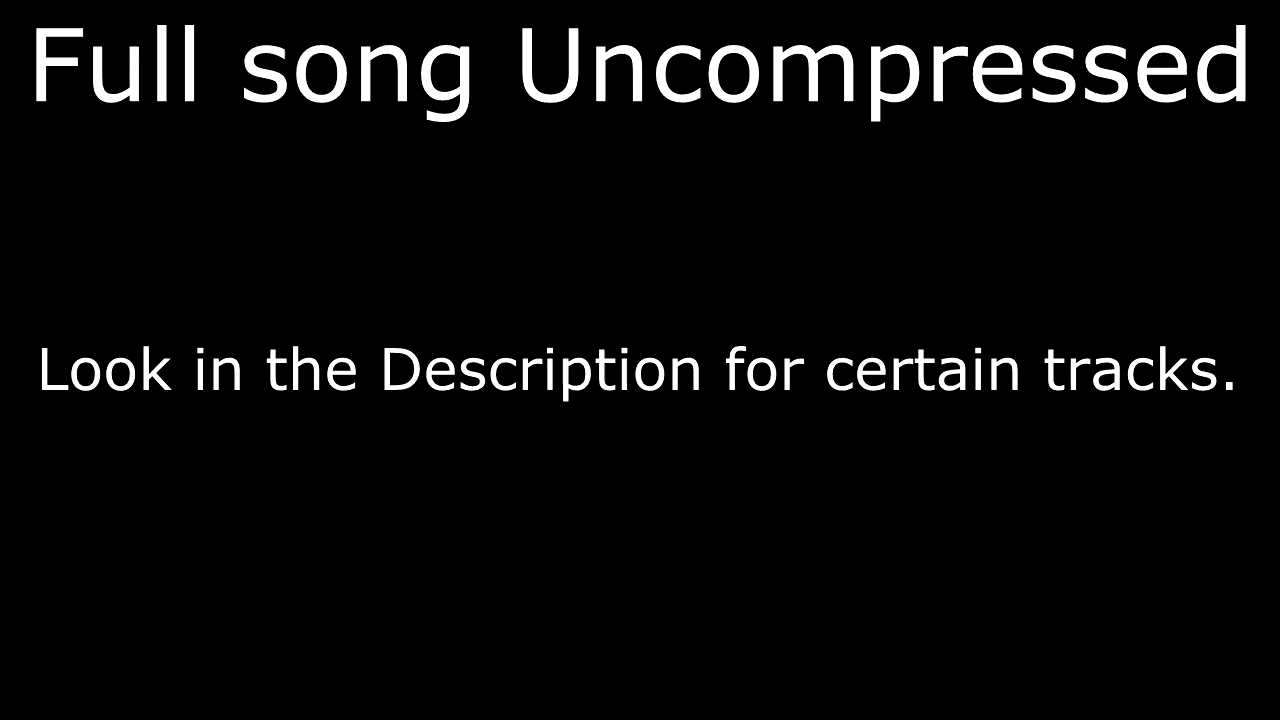 Full song Uncompressed
Look in the Description for certain tracks.